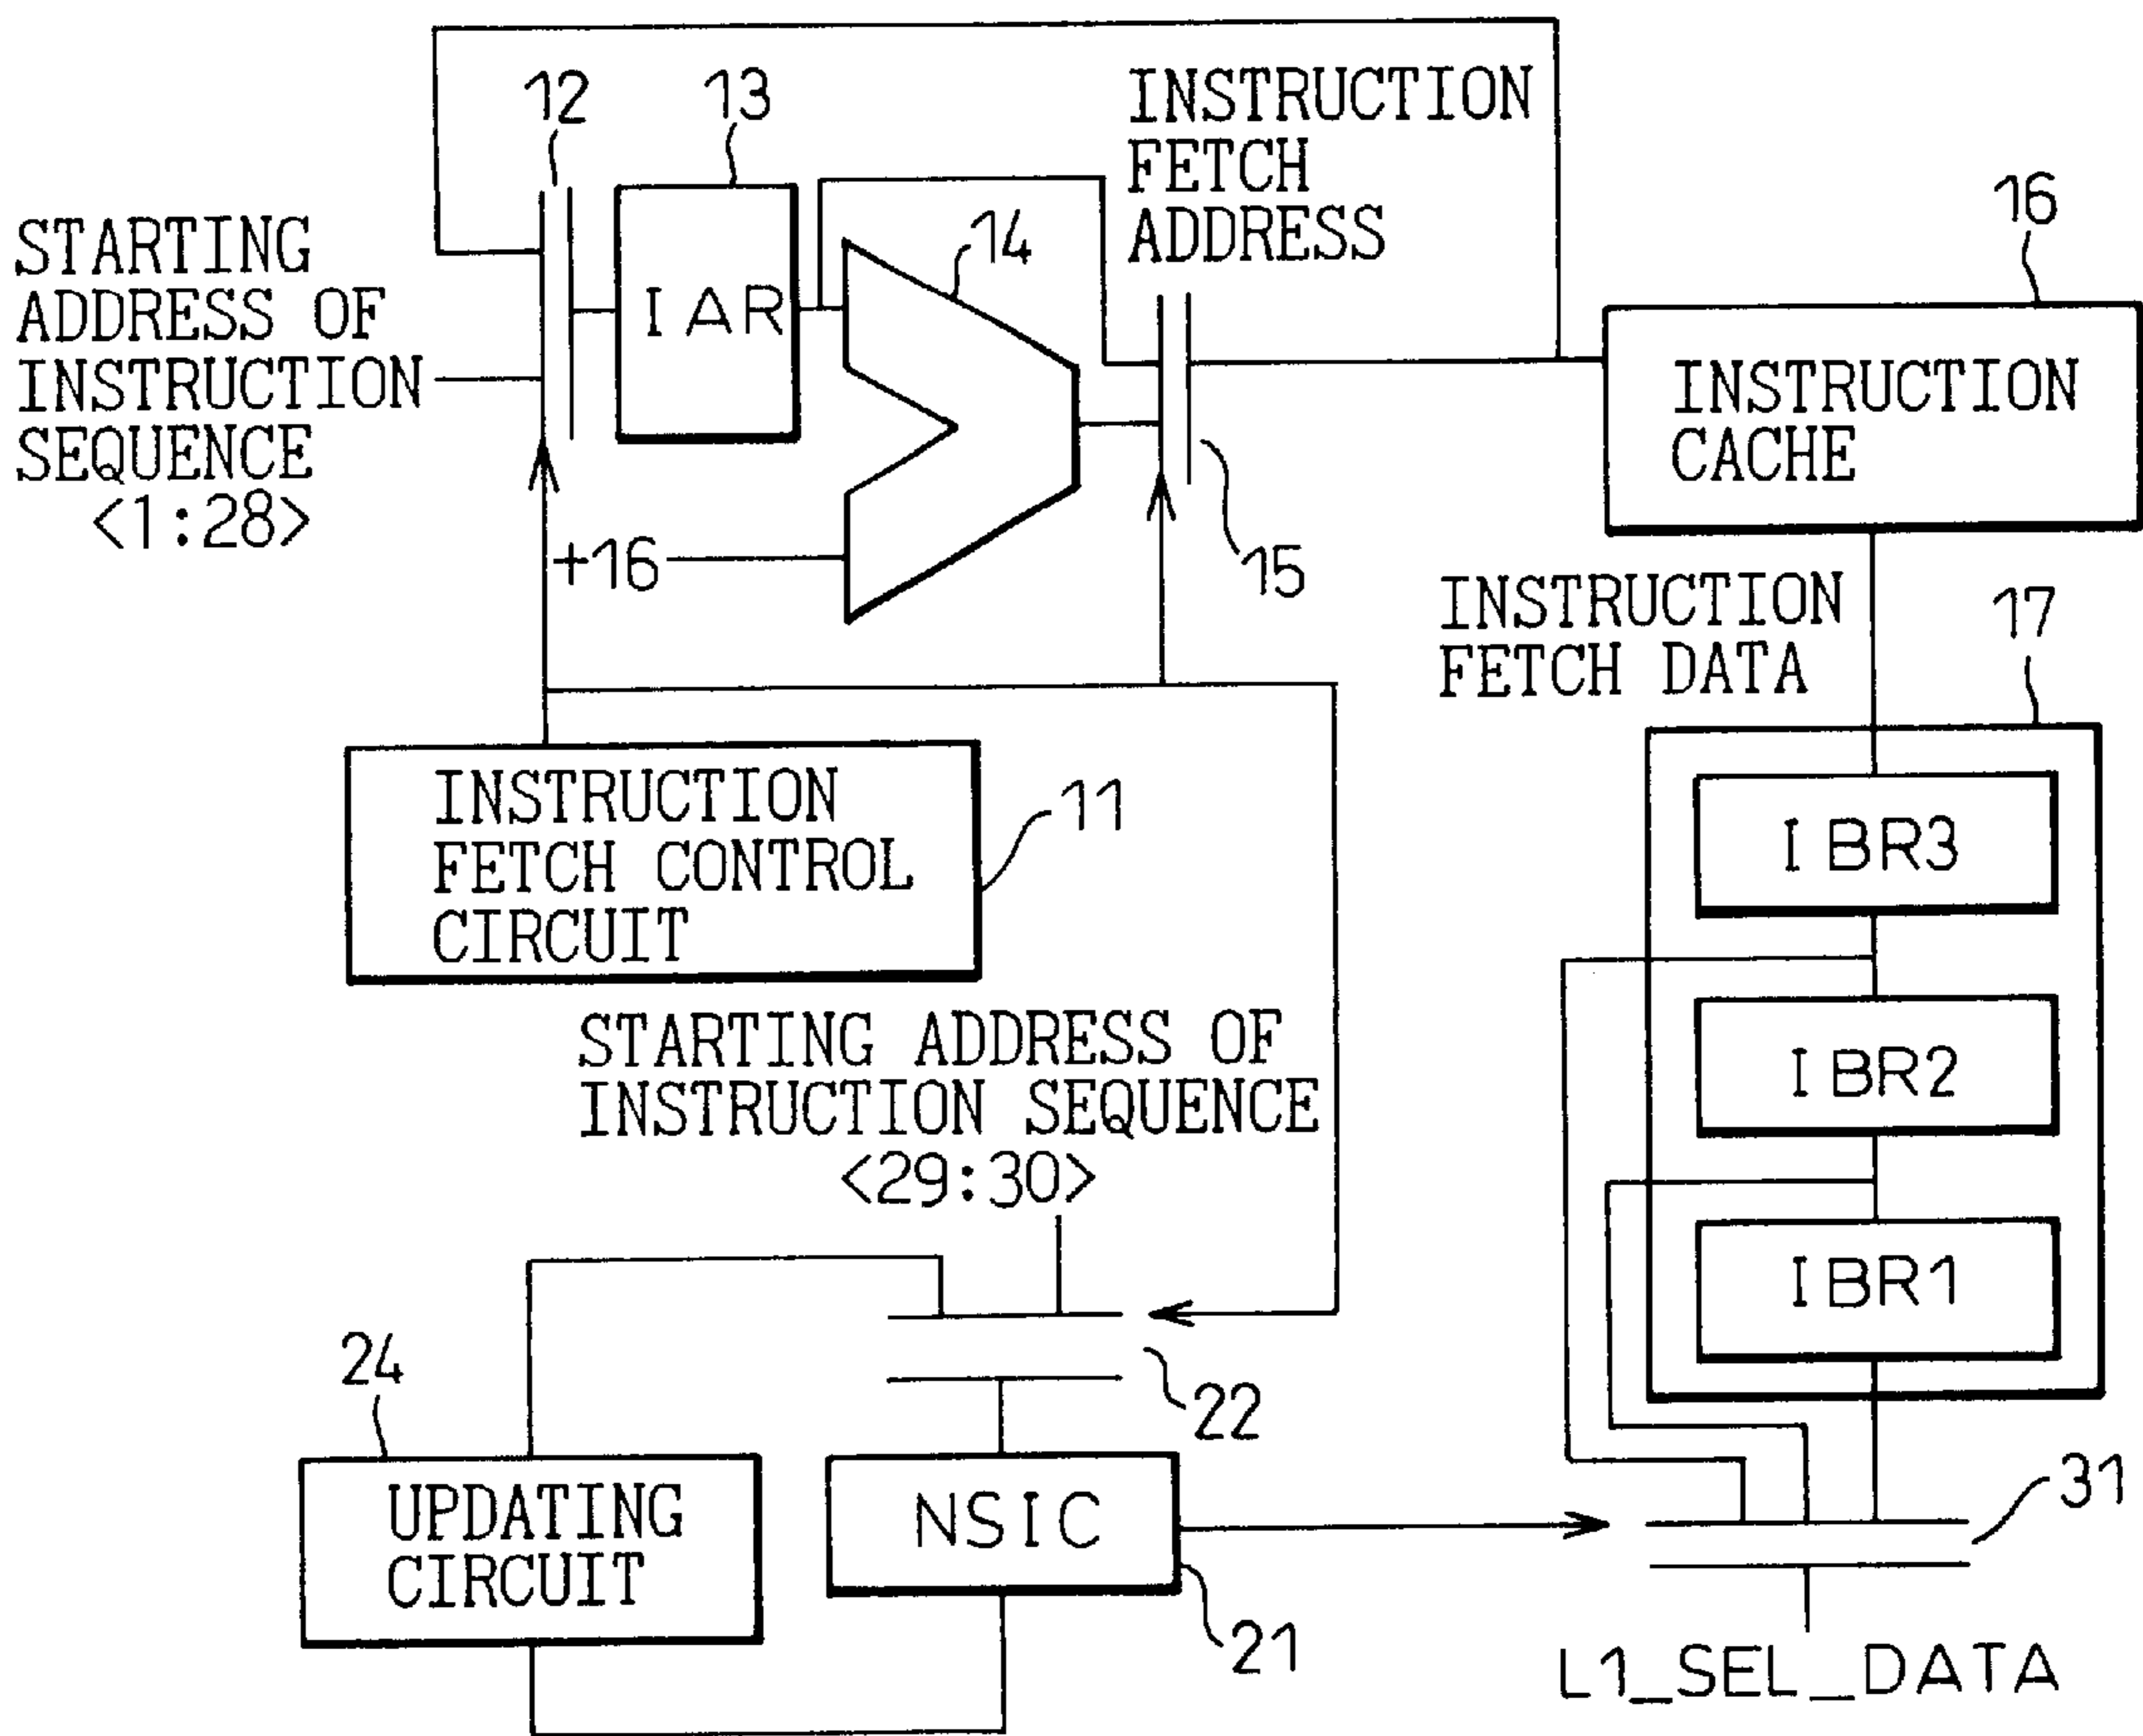 12
13
INSTRUCTION
FETCH
ADDRESS
16
STARTING
ADDRESS OF
INSTRUCTION
SEQUENCE
<1:28>
IAR
14
INSTRUCTION
CACHE
+16
15
INSTRUCTION
FETCH DATA
17
INSTRUCTION
FETCH CONTROL
CIRCUIT
11
IBR3
STARTING ADDRESS OF
INSTRUCTION SEQUENCE
<29:30>
IBR2
IBR1
24
22
UPDATING
CIRCUIT
NSIC
21
31
L1_SEL_DATA